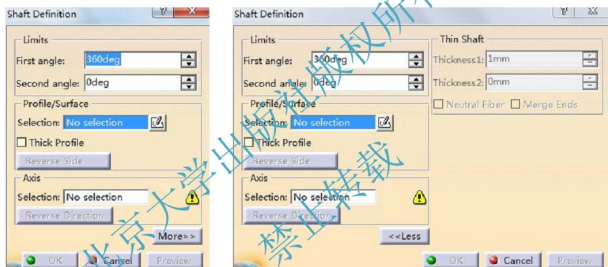 Shaft Definition
Limits
First angle: 360deg
Second angle: 0deg
Profile/Surface
Selection: No selection
Thick Profile
Reverse Side
Axis
Selection: No selection
Reverse Direction
More>>
OK Cancel Preview
Shaft Definition
Limits
First angle: 360deg
Second angle: 0deg
Profile/Surface
Selection: No selection
Thick Profile
Reverse Side
Axis
Selection: No selection
Reverse Direction
<<Less
Thin Shaft
Thickness1: 1mm
Thickness2: 0mm
Neutral Fiber Merge Ends
OK Cancel Preview
北京大学出版社版权所有
禁止转载